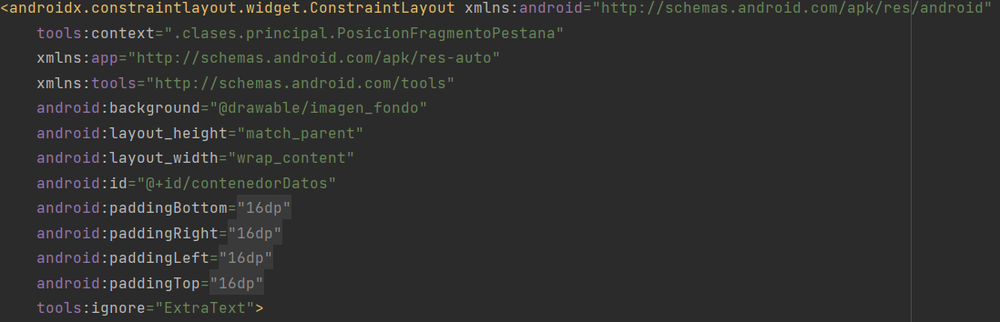 <androidx.constraintlayout.widget.ConstraintLayout xmlns:android="http://schemas.android.com/apk/res/android"
tools:context=".clases.principal.PosicionFragmentoPestana"
xmlns:app="http://schemas.android.com/apk/res-auto"
xmlns:tools="http://schemas.android.com/tools"
android:background="@drawable/imagen_fondo"
android:layout_height="match_parent"
android:layout_width="wrap_content"
android:id="@+id/contenedorDatos"
android:paddingBottom="16dp"
android:paddingRight="16dp"
android:paddingLeft="16dp"
android:paddingTop="16dp"
tools:ignore="ExtraText">